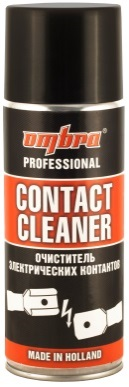 ombra
PROFESSIONAL
CONTACT
CLEANER
ОЧИСТИТЕЛЬ
ЭЛЕКТРИЧЕСКИХ КОНТАКТОВ
MADE IN HOLLAND